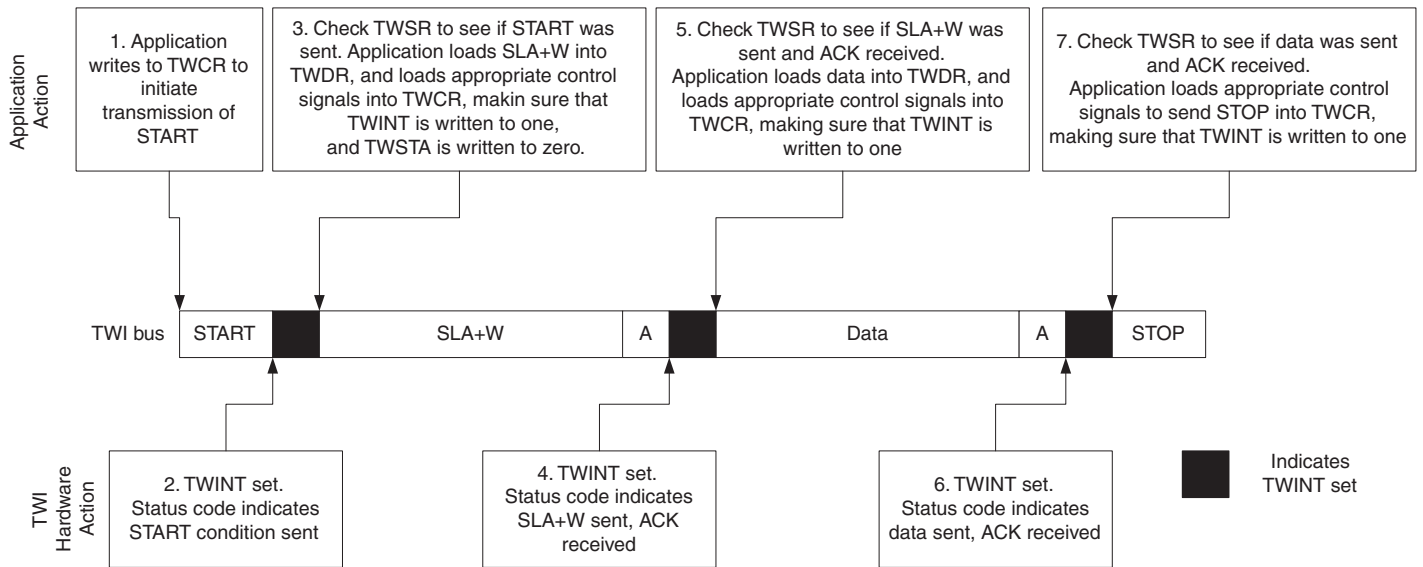 Application
Action
1. Application
writes to TWCR to
initiate
transmission of
START
3. Check TWSR to see if START was
sent. Application loads SLA+W into
TWDR, and loads appropriate control
signals into TWCR, makin sure that
TWINT is written to one,
and TWSTA is written to zero.
5. Check TWSR to see if SLA+W was
sent and ACK received.
Application loads data into TWDR, and
loads appropriate control signals into
TWCR, making sure that TWINT is
written to one
7. Check TWSR to see if data was sent
and ACK received.
Application loads appropriate control
signals to send STOP into TWCR,
making sure that TWINT is written to one
TWI bus
START
SLA+W
A
Data
A
STOP
TWI
Hardware
Action
2. TWINT set.
Status code indicates
START condition sent
4. TWINT set.
Status code indicates
SLA+W sent, ACK
received
6. TWINT set.
Status code indicates
data sent, ACK received
Indicates
TWINT set